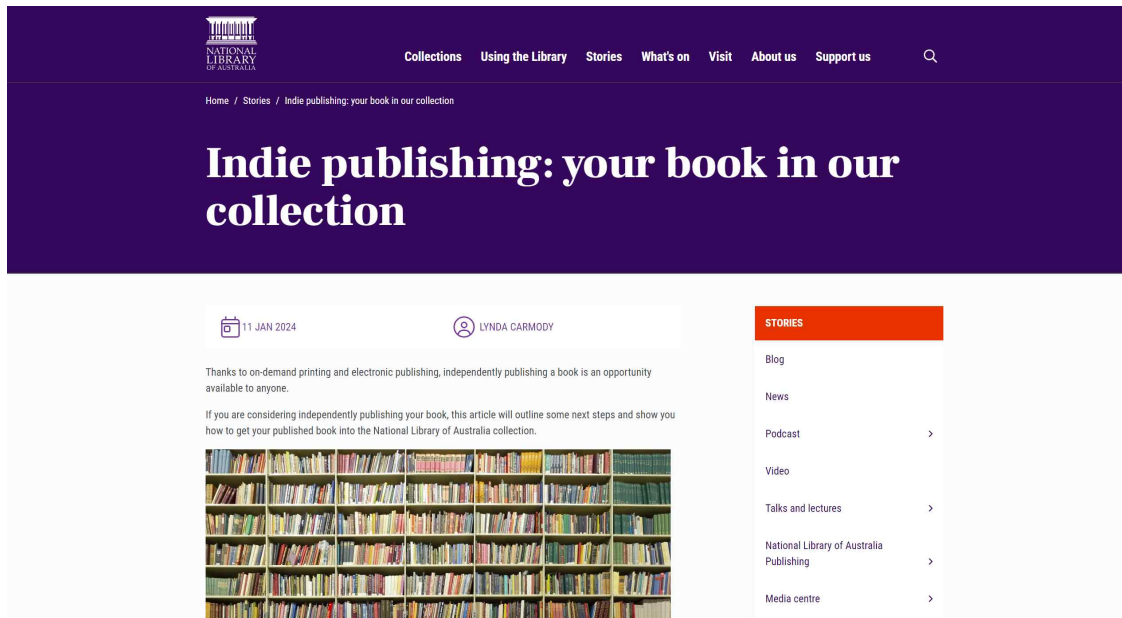 NATIONAL
LIBRARY
OF AUSTRALIA
Collections Using the Library Stories What's on Visit About us Support us
Home / Stories / Indie publishing: your book in our collection
Indie publishing: your book in our
collection
11 JAN 2024
LYNDA CARMODY
Thanks to on-demand printing and electronic publishing, independently publishing a book is an opportunity
available to anyone.
If you are considering independently publishing your book, this article will outline some next steps and show you
how to get your published book into the National Library of Australia collection.
STORIES
Blog
News
Podcast
Video
Talks and lectures
National Library of Australia
Publishing
Media centre